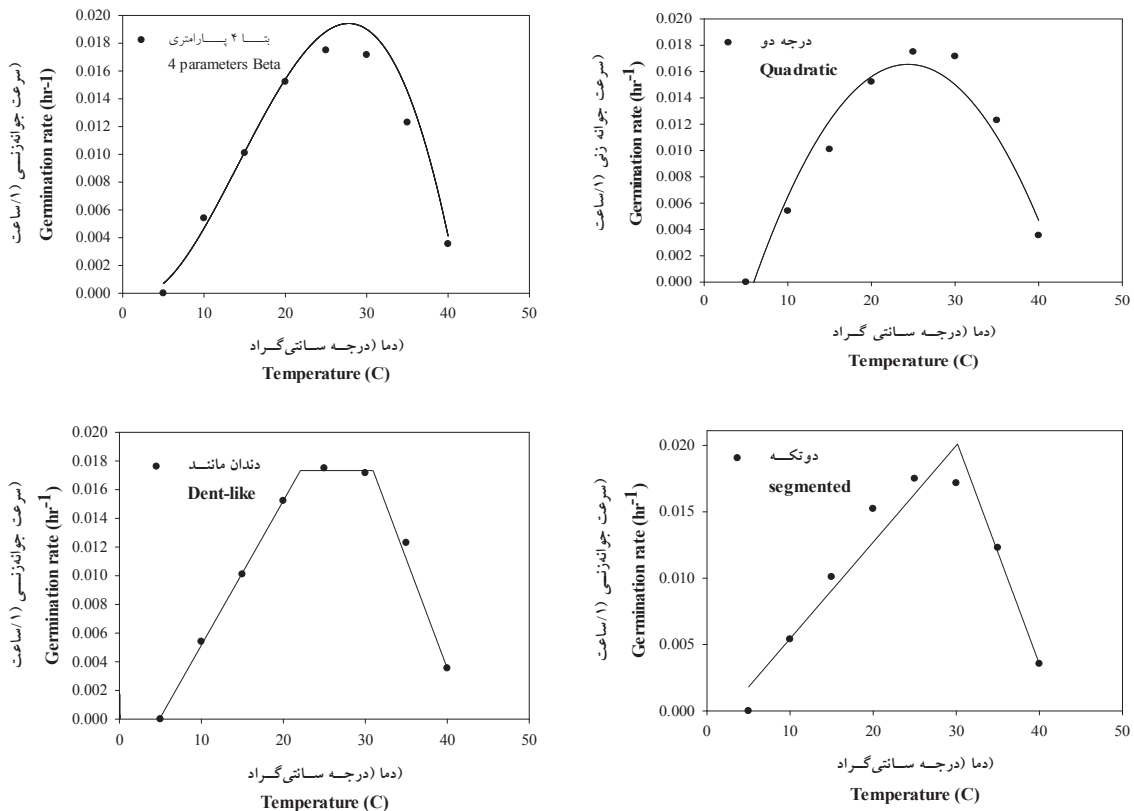 بتا ۴ پارامتری
4 parameters Beta
سرعت جوانه‌زنی (۱/ساعت
Germination rate (hr-1)
0.020
0.018
0.016
0.014
0.012
0.010
0.008
0.006
0.004
0.002
0.000
0 10 20 30 40 50
دما (درجه سانتی‌گراد)
Temperature (C)
درجه دو
Quadratic
سرعت جوانه زنی (۱/ساعت
Germination rate (hr-1)
0.020
0.018
0.016
0.014
0.012
0.010
0.008
0.006
0.004
0.002
0.000
0 10 20 30 40 50
دما (درجه سانتی گراد)
Temperature (C)
دندان مانند
Dent-like
سرعت جوانه‌زنی (۱/ساعت
Germination rate (hr-1)
0.020
0.018
0.016
0.014
0.012
0.010
0.008
0.006
0.004
0.002
0.000
0 10 20 30 40 50
دما (درجه سانتی‌گراد)
Temperature (C)
دوتکه
segmented
سرعت جوانه‌زنی (۱/ساعت
Germination rate (hr-1)
0.020
0.015
0.010
0.005
0.000
0 10 20 30 40 50
دما (درجه سانتی‌گراد)
Temperature (C)